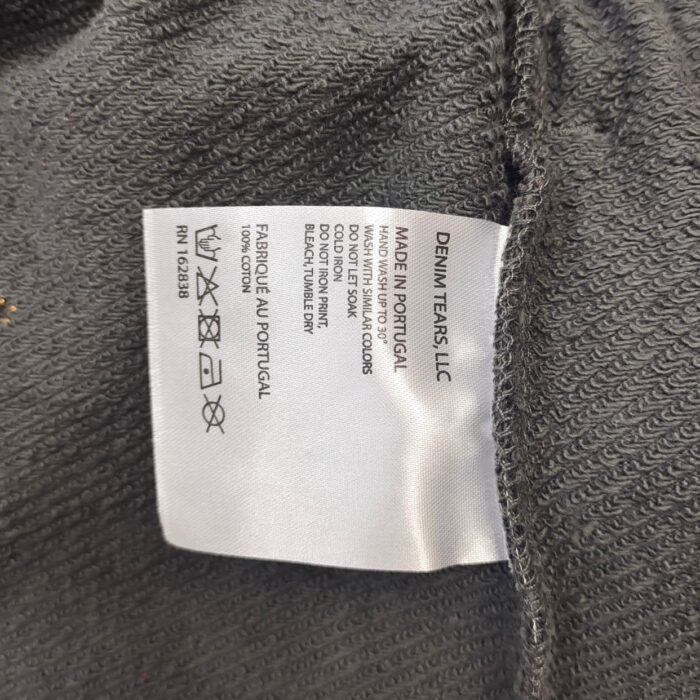 DENIM TEARS, LLC
MADE IN PORTUGAL
HAND WASH UP TO 30°
WASH WITH SIMILAR COLORS
DO NOT LET SOAK
COLD IRON
DO NOT IRON PRINT,
BLEACH, TUMBLE DRY
FABRIQUÉ AU PORTUGAL
100% COTON
RN 162838